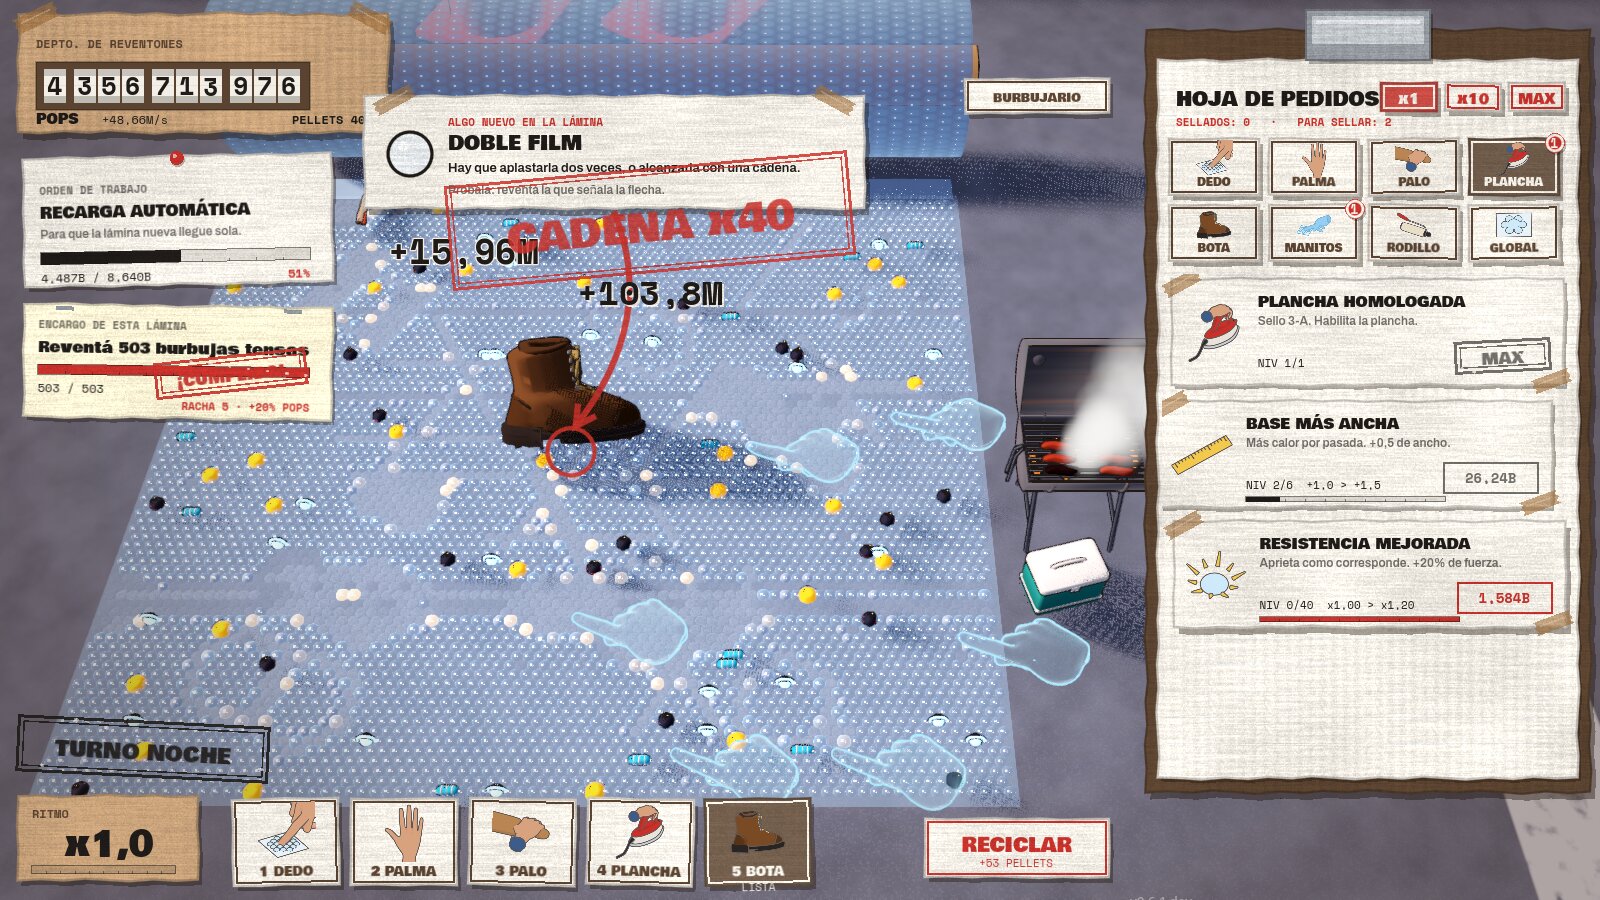 DEPTO. DE REVENTONES
4 356 713 976
POPS +48,66M/s PELLETS 40
ORDEN DE TRABAJO
RECARGA AUTOMÁTICA
Para que la lámina nueva llegue sola.
4,487B / 8,640B 51%
ENCARGO DE ESTA LÁMINA
Reventá 503 burbujas tensas
503 / 503
RACHA 5 · +20% POPS
ALGO NUEVO EN LA LÁMINA
DOBLE FILM
Hay que aplastarla dos veces, o alcanzarla con una cadena.
Probala: reventá la que señala la flecha.
CADENA x40
+15,96M
+103,8M
BURBUJARIO
HOJA DE PEDIDOS x1 x10 MAX
SELLADOS: 0 · PARA SELLAR: 2
DEDO PALMA PALO PLANCHA 1
BOTA MANITOS 1 RODILLO GLOBAL
PLANCHA HOMOLOGADA
Sello 3-A. Habilita la plancha.
NIV 1/1 MAX
BASE MÁS ANCHA
Más calor por pasada. +0,5 de ancho.
NIV 2/6 +1,0 > +1,5 26,24B
RESISTENCIA MEJORADA
Aprieta como corresponde. +20% de fuerza.
NIV 0/40 x1,00 > x1,20 1,584B
TURNO NOCHE
RITMO
x1,0
1 DEDO 2 PALMA 3 PALO 4 PLANCHA 5 BOTA
LISTA
RECICLAR
+53 PELLETS